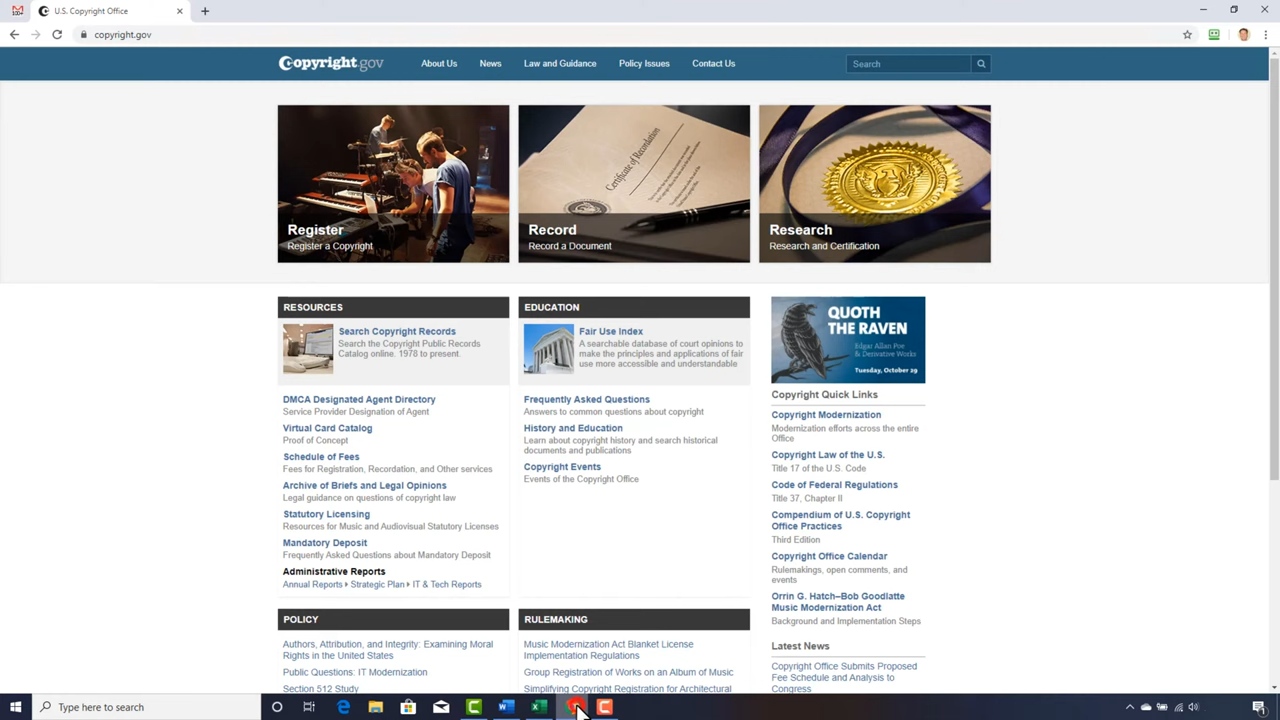 U.S. Copyright Office
copyright.gov
Copyright.gov
About Us
News
Law and Guidance
Policy Issues
Contact Us
Search
Certificate of Recordation
Register
Register a Copyright
Record
Record a Document
Research
Research and Certification
RESOURCES
Search Copyright Records
Search the Copyright Public Records
Catalog online. 1978 to present.
DMCA Designated Agent Directory
Service Provider Designation of Agent
Virtual Card Catalog
Proof of Concept
Schedule of Fees
Fees for Registration, Recordation, and Other services
Archive of Briefs and Legal Opinions
Legal guidance on questions of copyright law
Statutory Licensing
Resources for Music and Audiovisual Statutory Licenses
Mandatory Deposit
Frequently Asked Questions about Mandatory Deposit
Administrative Reports
Annual Reports Strategic Plan IT & Tech Reports
EDUCATION
Fair Use Index
A searchable database of court opinions to
make the principles and applications of fair
use more accessible and understandable
Frequently Asked Questions
Answers to common questions about copyright
History and Education
Learn about copyright history and search historical
documents and publications
Copyright Events
Events of the Copyright Office
QUOTH
THE RAVEN
Edgar Allan Poe
& Derivative Works
Tuesday, October 29
Copyright Quick Links
Copyright Modernization
Modernization efforts across the entire
Office
Copyright Law of the U.S.
Title 17 of the U.S. Code
Code of Federal Regulations
Title 37, Chapter II
Compendium of U.S. Copyright
Office Practices
Third Edition
Copyright Office Calendar
Rulemakings, open comments, and
events
Orrin G. Hatch–Bob Goodlatte
Music Modernization Act
Background and Implementation Steps
Latest News
Copyright Office Submits Proposed
Fee Schedule and Analysis to
Congress
POLICY
Authors, Attribution, and Integrity: Examining Moral
Rights in the United States
Public Questions: IT Modernization
Section 512 Study
RULEMAKING
Music Modernization Act Blanket License
Implementation Regulations
Group Registration of Works on an Album of Music
Simplifying Copyright Registration for Architectural
Type here to search